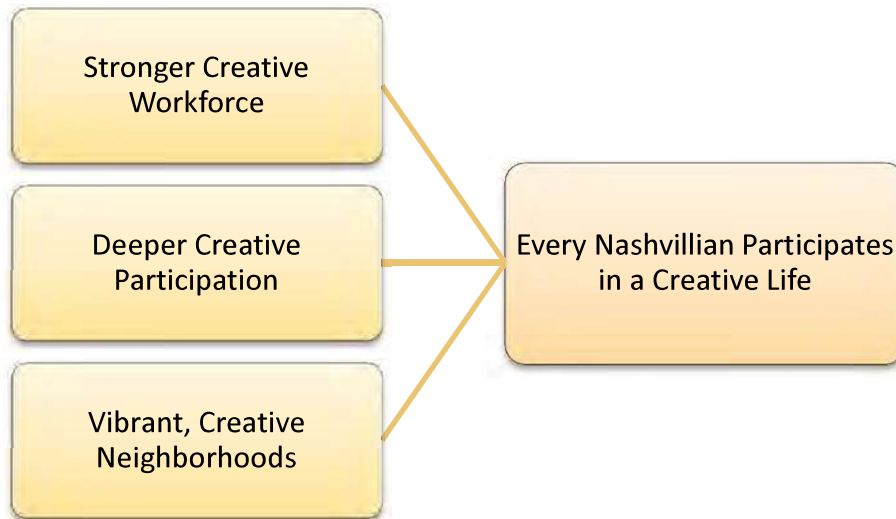 Stronger Creative
Workforce
Deeper Creative
Participation
Vibrant, Creative
Neighborhoods
Every Nashvillian Participates
in a Creative Life